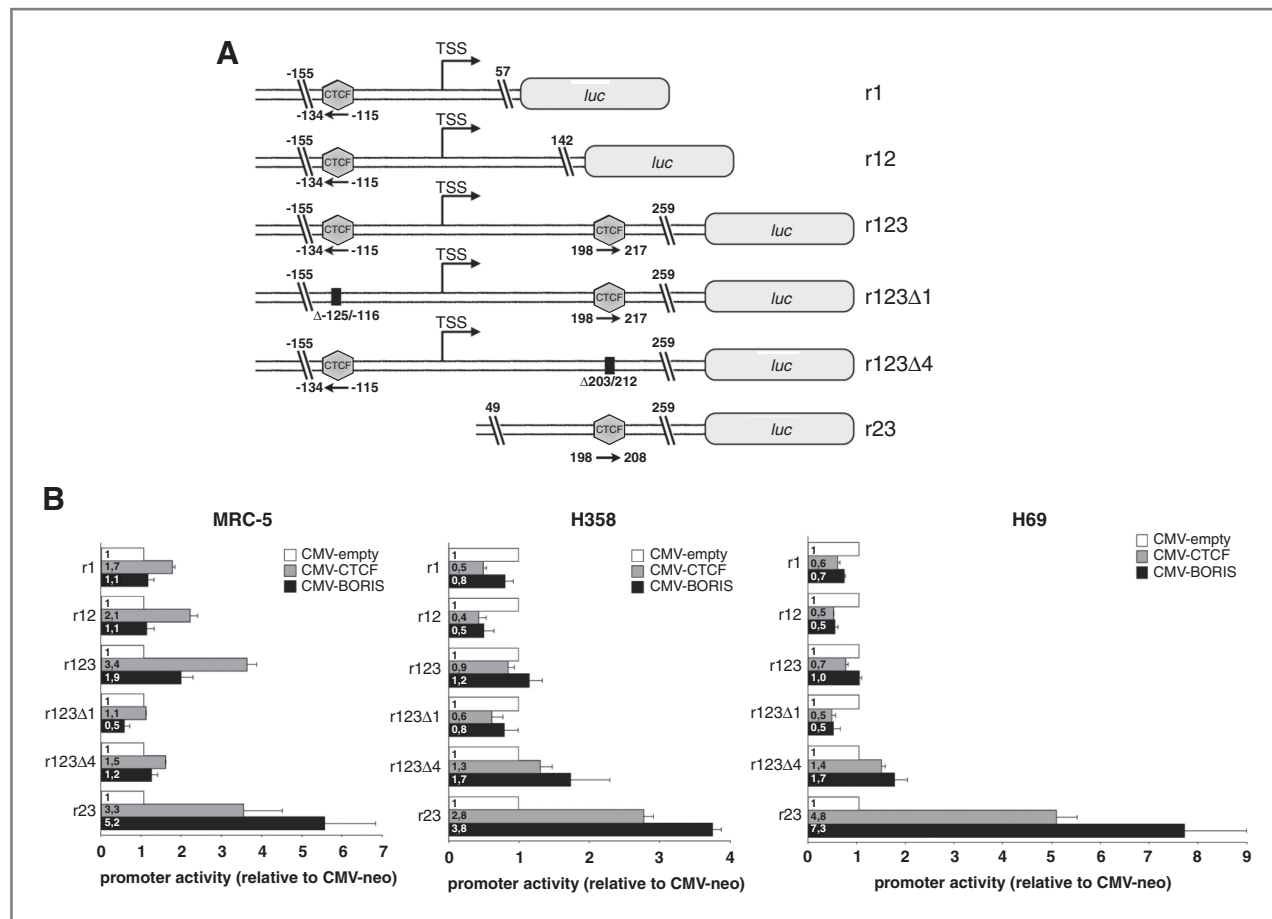 A
TSS
-155
57
CTCF
luc
r1
-134
-115
TSS
-155
142
CTCF
luc
r12
-134
-115
TSS
-155
259
CTCF
CTCF
luc
r123
-134
-115
198
217
TSS
-155
259
CTCF
luc
r123Δ1
Δ-125/-116
198
217
TSS
-155
259
CTCF
luc
r123Δ4
-134
-115
Δ203/212
49
259
CTCF
luc
r23
198
208
B
MRC-5
CMV-empty
CMV-CTCF
CMV-BORIS
r1
1
1,7
1,1
r12
1
2,1
1,1
r123
1
3,4
1,9
r123Δ1
1
1,1
0,5
r123Δ4
1
1,5
1,2
r23
1
3,3
5,2
0 1 2 3 4 5 6 7
promoter activity (relative to CMV-neo)
H358
CMV-empty
CMV-CTCF
CMV-BORIS
r1
1
0,5
0,8
r12
1
0,4
0,5
r123
1
0,9
1,2
r123Δ1
1
0,6
0,8
r123Δ4
1
1,3
1,7
r23
1
2,8
3,8
0 1 2 3 4
promoter activity (relative to CMV-neo)
H69
CMV-empty
CMV-CTCF
CMV-BORIS
r1
1
0,6
0,7
r12
1
0,5
0,5
r123
1
0,7
1,0
r123Δ1
1
0,5
0,5
r123Δ4
1
1,4
1,7
r23
1
4,8
7,3
0 1 2 3 4 5 6 7 8 9
promoter activity (relative to CMV-neo)